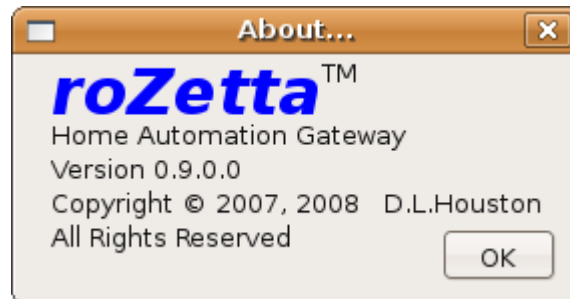 About...
roZetta™
Home Automation Gateway
Version 0.9.0.0
Copyright © 2007, 2008 D.L.Houston
All Rights Reserved
OK